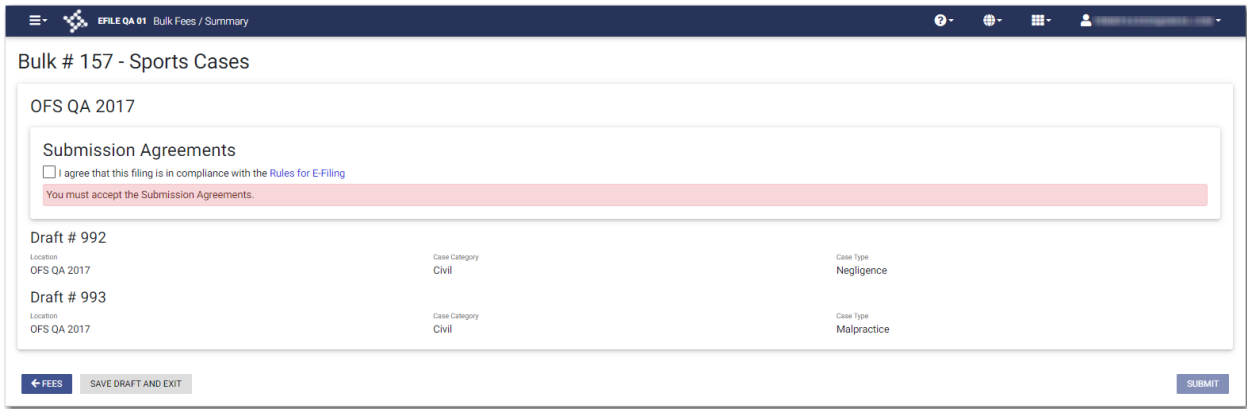 EFILE QA 01 Bulk Fees / Summary
Bulk # 157 - Sports Cases
OFS QA 2017
Submission Agreements
I agree that this filing is in compliance with the Rules for E-Filing
You must accept the Submission Agreements.
Draft # 992
Location Case Category Case Type
OFS QA 2017 Civil Negligence
Draft # 993
Location Case Category Case Type
OFS QA 2017 Civil Malpractice
FEES SAVE DRAFT AND EXIT SUBMIT